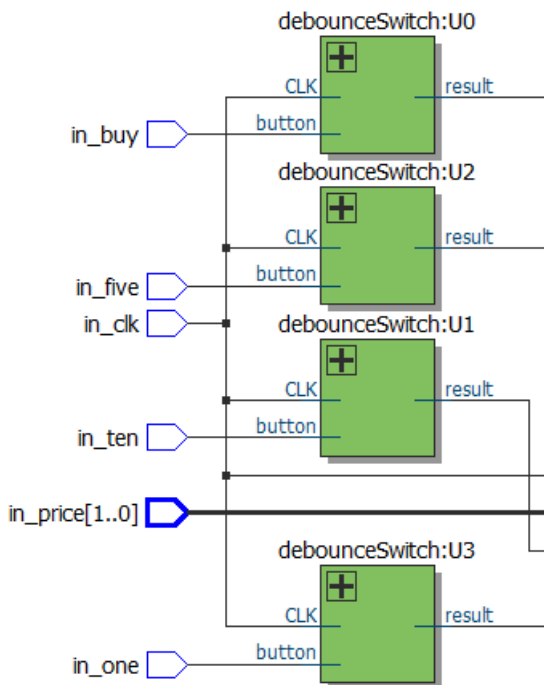 debounceSwitch:U0
CLK
result
button
in_buy
debounceSwitch:U2
CLK
result
button
in_five
in_clk
debounceSwitch:U1
CLK
result
button
in_ten
in_price[1..0]
debounceSwitch:U3
CLK
result
button
in_one